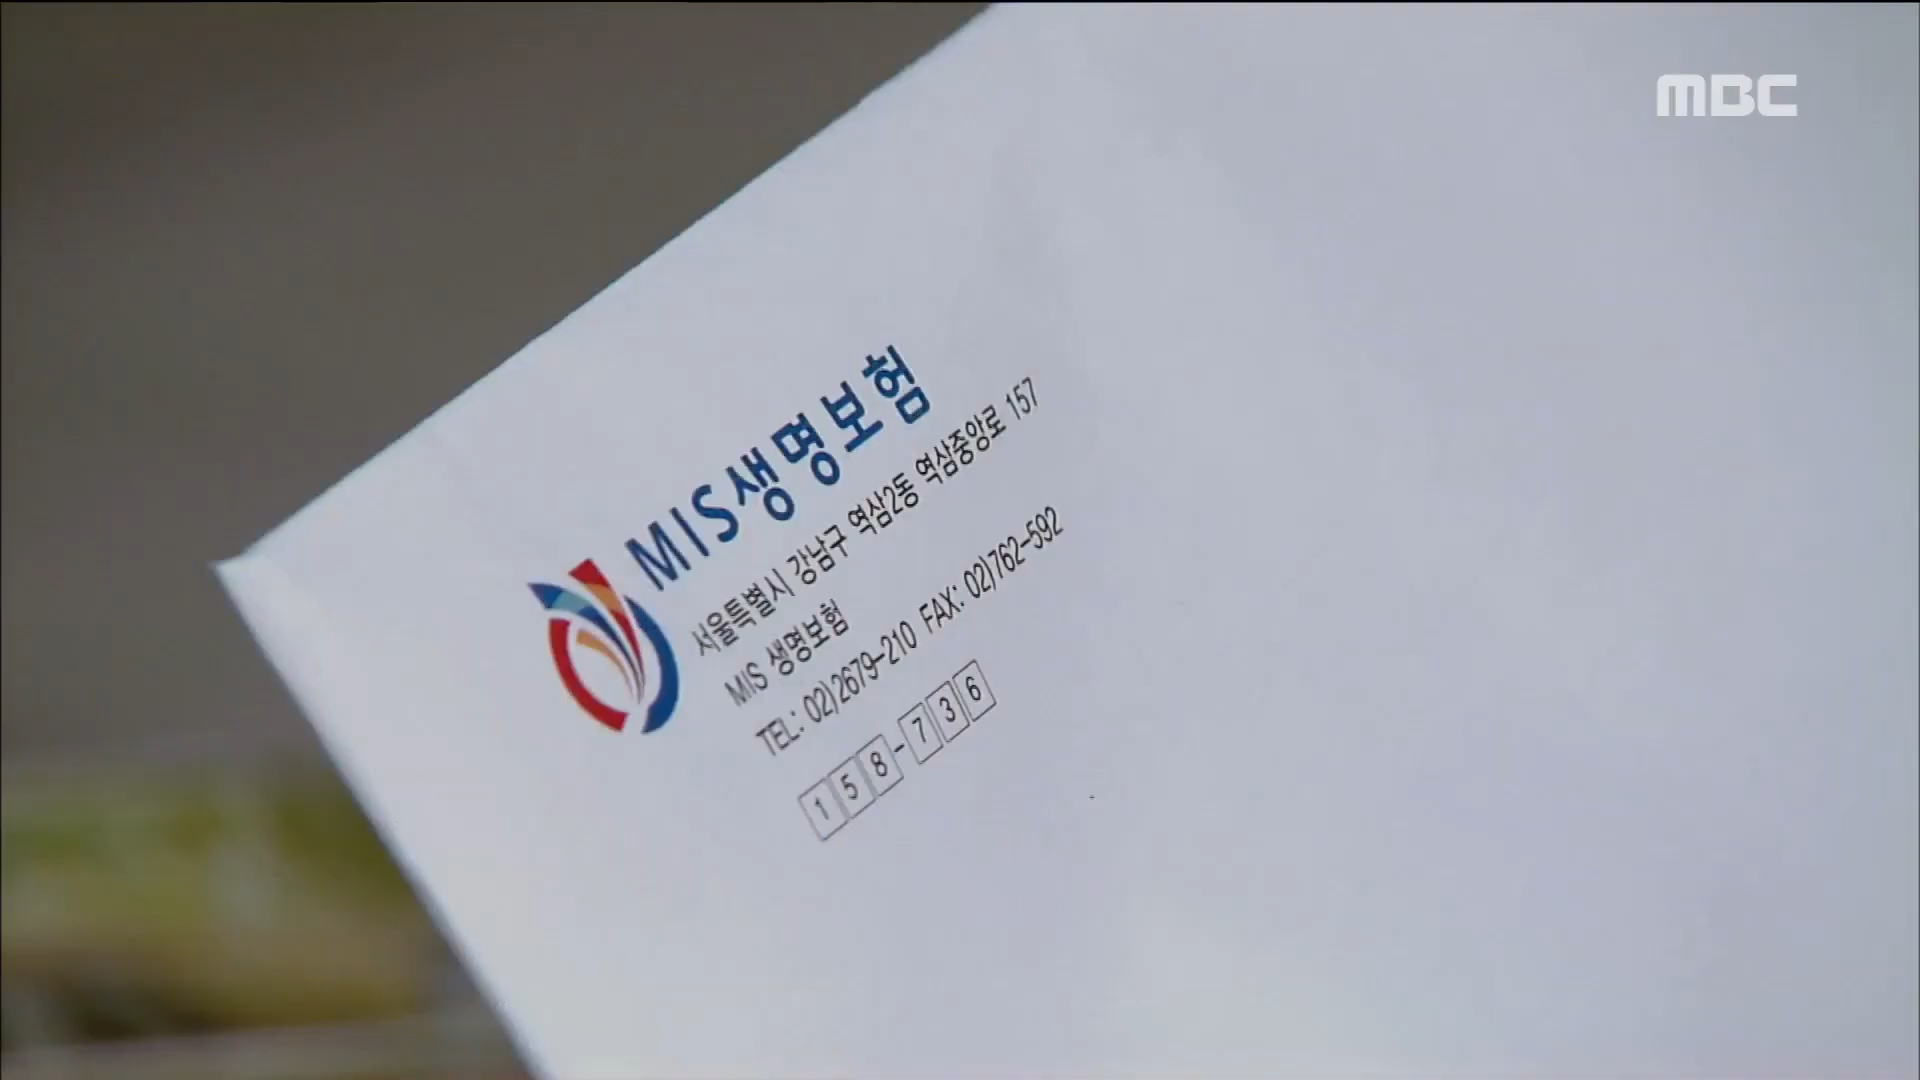 MBC
MIS생명보험
서울특별시 강남구 역삼2동 역삼중앙로 157
MIS 생명보험
TEL: 02)2679-210 FAX: 02)762-592
158-736